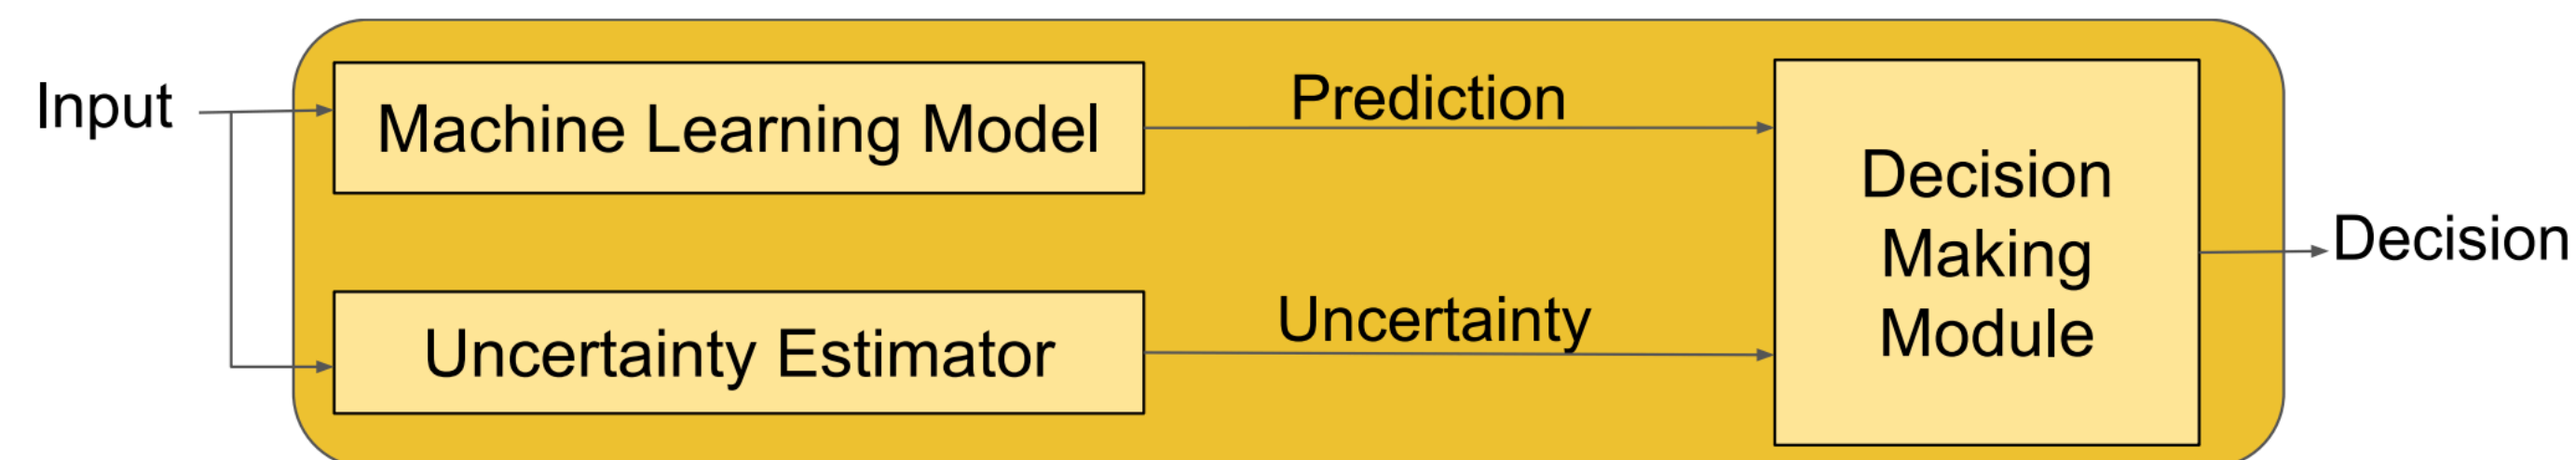 Input
Machine Learning Model
Prediction
Uncertainty Estimator
Uncertainty
Decision
Making
Module
Decision